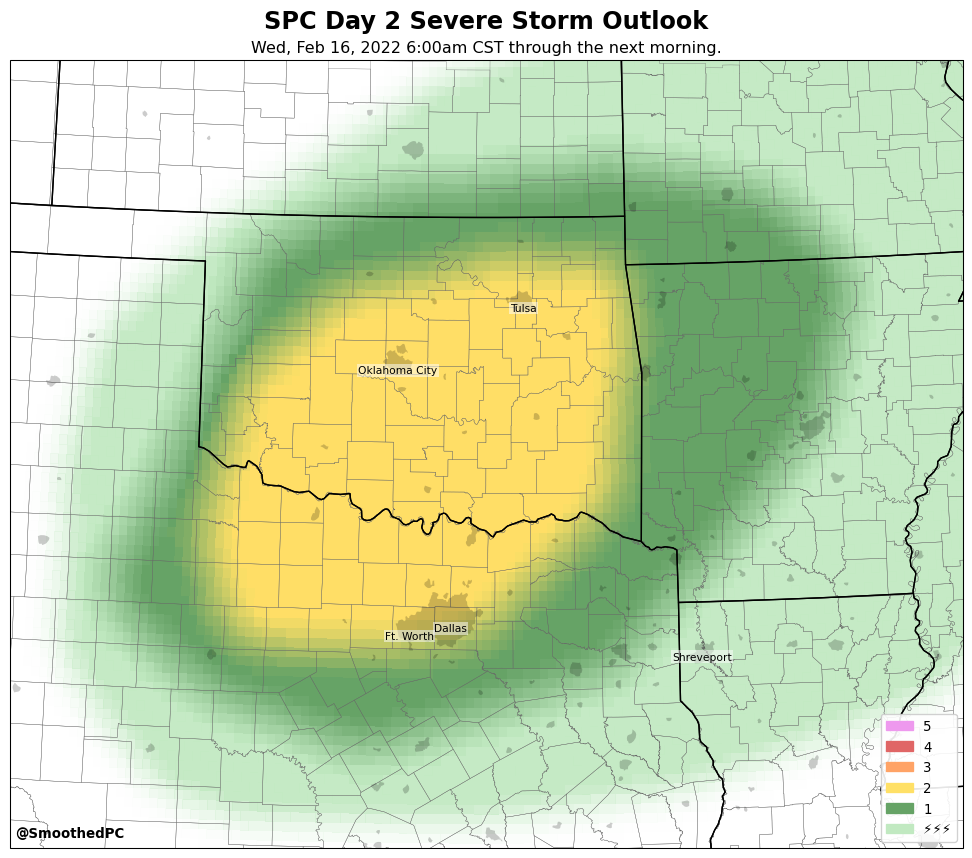 SPC Day 2 Severe Storm Outlook
Wed, Feb 16, 2022 6:00am CST through the next morning.
Tulsa
Oklahoma City
Dallas
Ft. Worth
Shreveport
5
4
3
2
1
⚡⚡⚡
@SmoothedPC